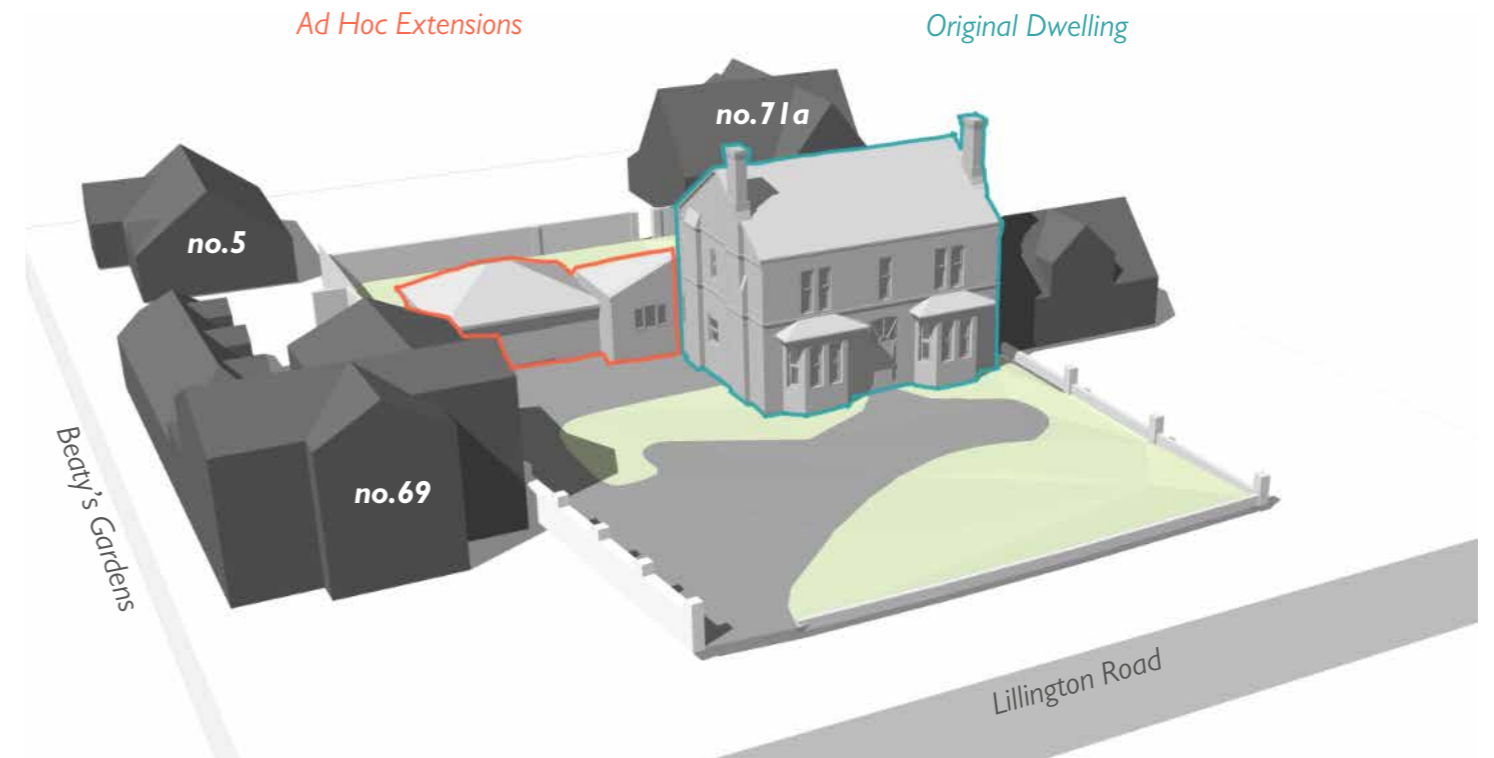 Ad Hoc Extensions
Original Dwelling
no.71a
no.5
no.69
Beaty's Gardens
Lillington Road